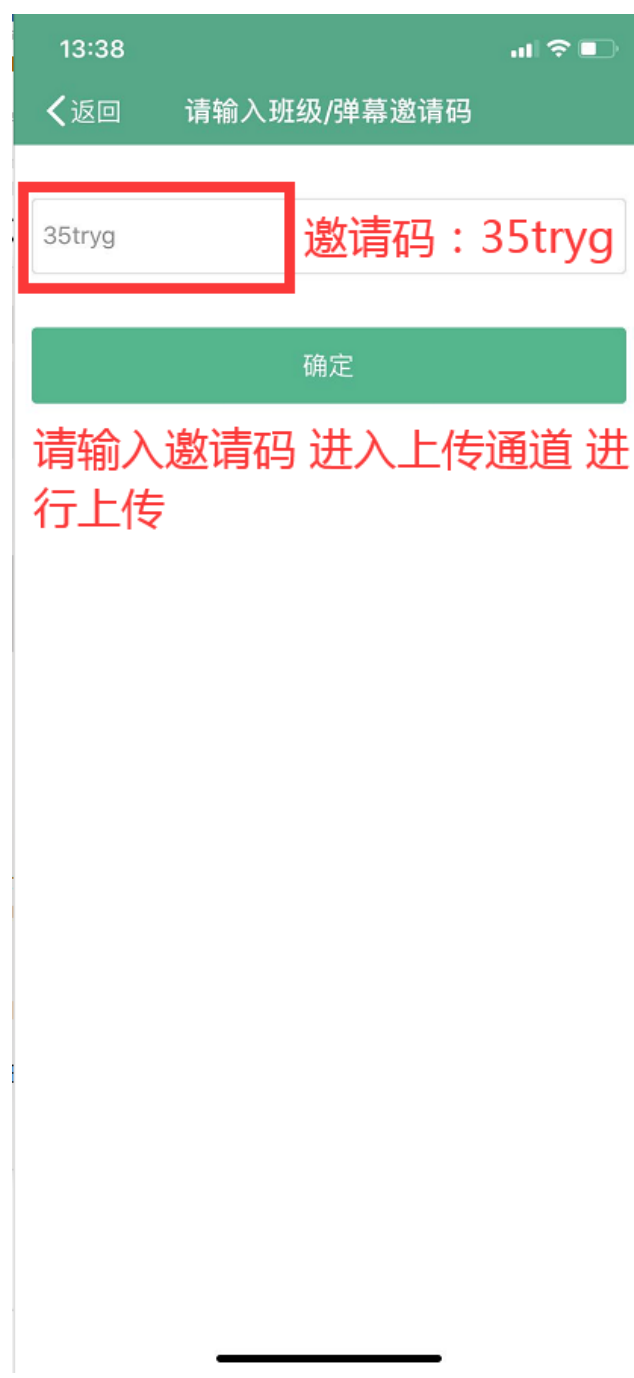 13:38
返回 请输入班级/弹幕邀请码
35tryg 邀请码：35tryg
确定
请输入邀请码 进入上传通道 进
行上传